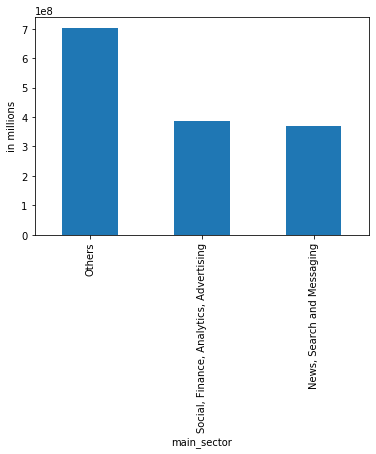 1e8
7
6
5
4
3
2
1
0
in millions
Others
Social, Finance, Analytics, Advertising
News, Search and Messaging
main_sector